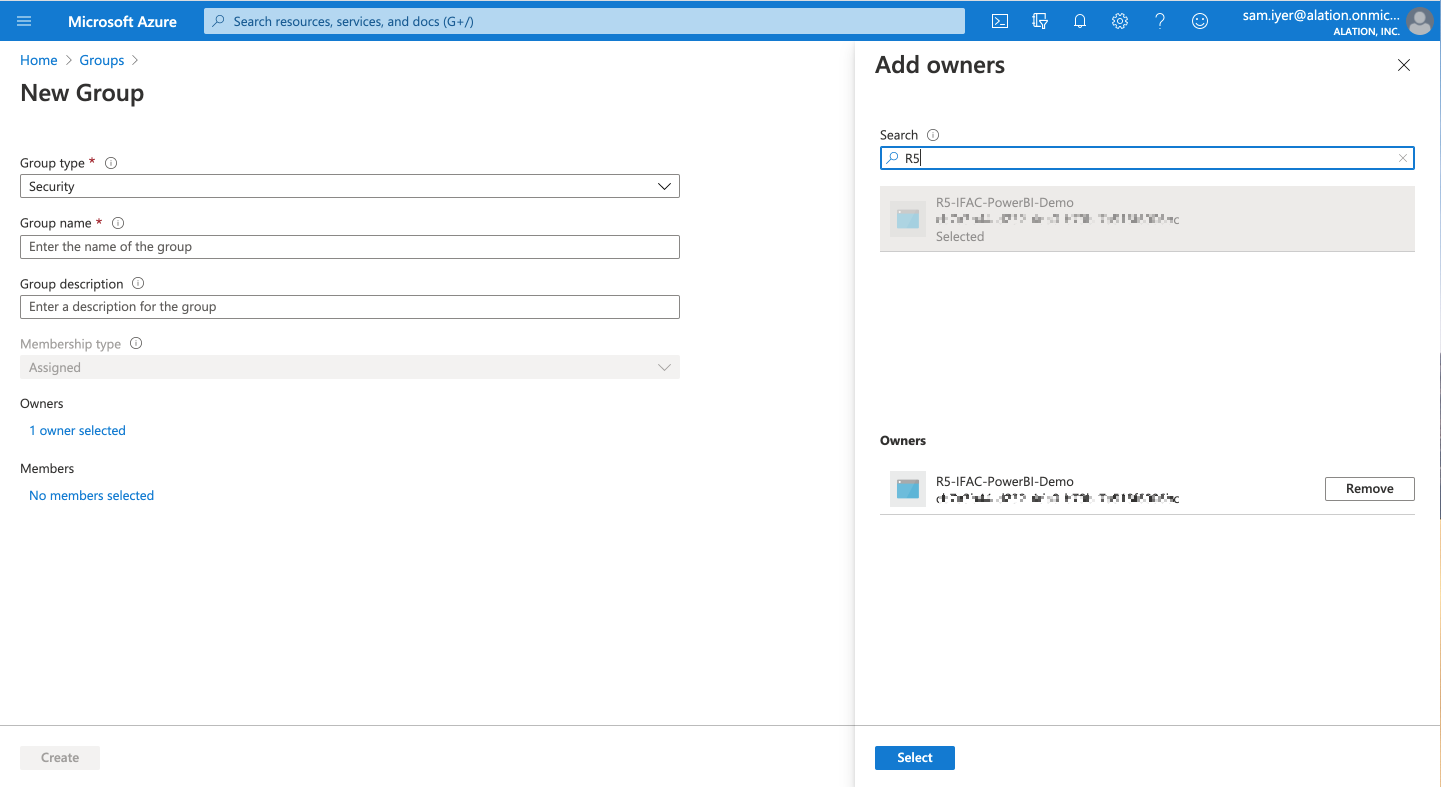 Microsoft Azure
Search resources, services, and docs (G+/)
sam.iyer@alation.onmic...
ALATION, INC.
Home > Groups >
New Group
Group type *
Security
Group name *
Enter the name of the group
Group description
Enter a description for the group
Membership type
Assigned
Owners
1 owner selected
Members
No members selected
Create
Add owners
Search
R5
R5-IFAC-PowerBI-Demo
Selected
Owners
R5-IFAC-PowerBI-Demo
Remove
Select